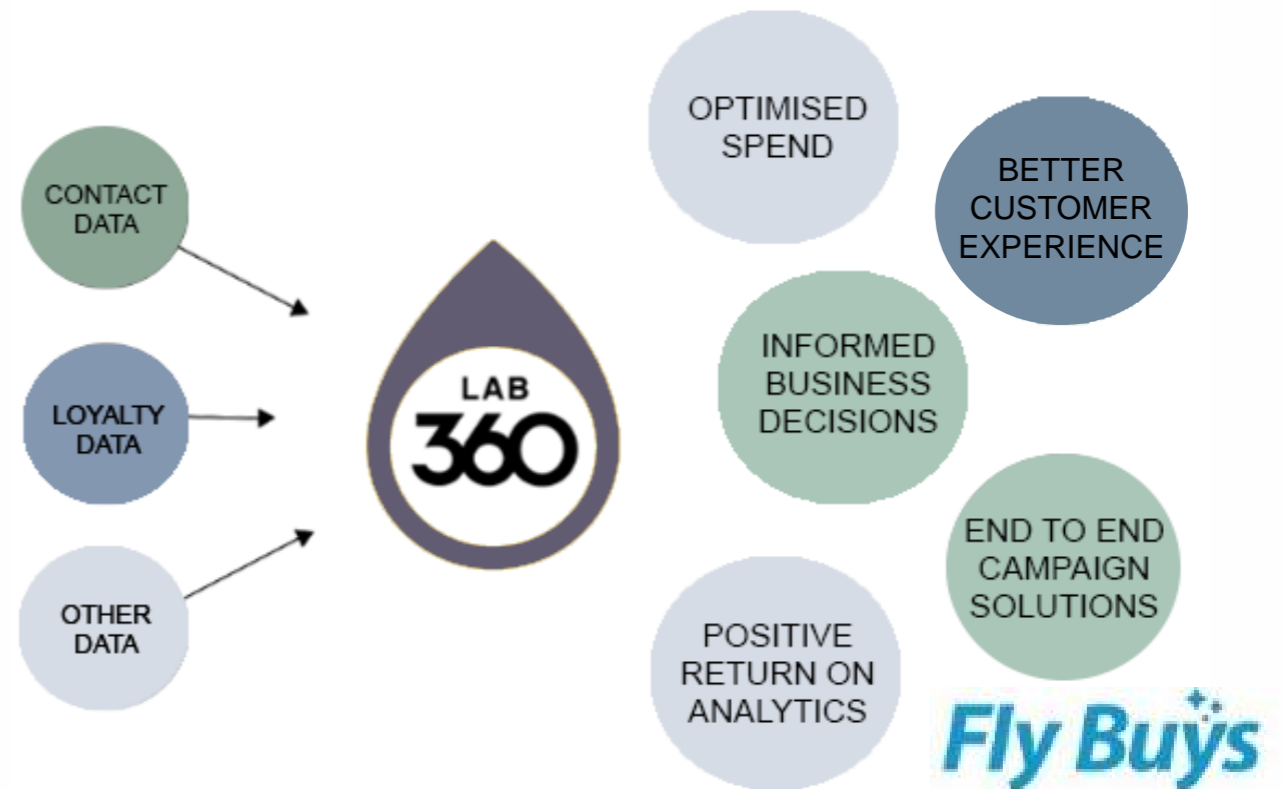 CONTACT
DATA
LOYALTY
DATA
OTHER
DATA
LAB
360
OPTIMISED
SPEND
BETTER
CUSTOMER
EXPERIENCE
INFORMED
BUSINESS
DECISIONS
END TO END
CAMPAIGN
SOLUTIONS
POSITIVE
RETURN ON
ANALYTICS
Fly Buys